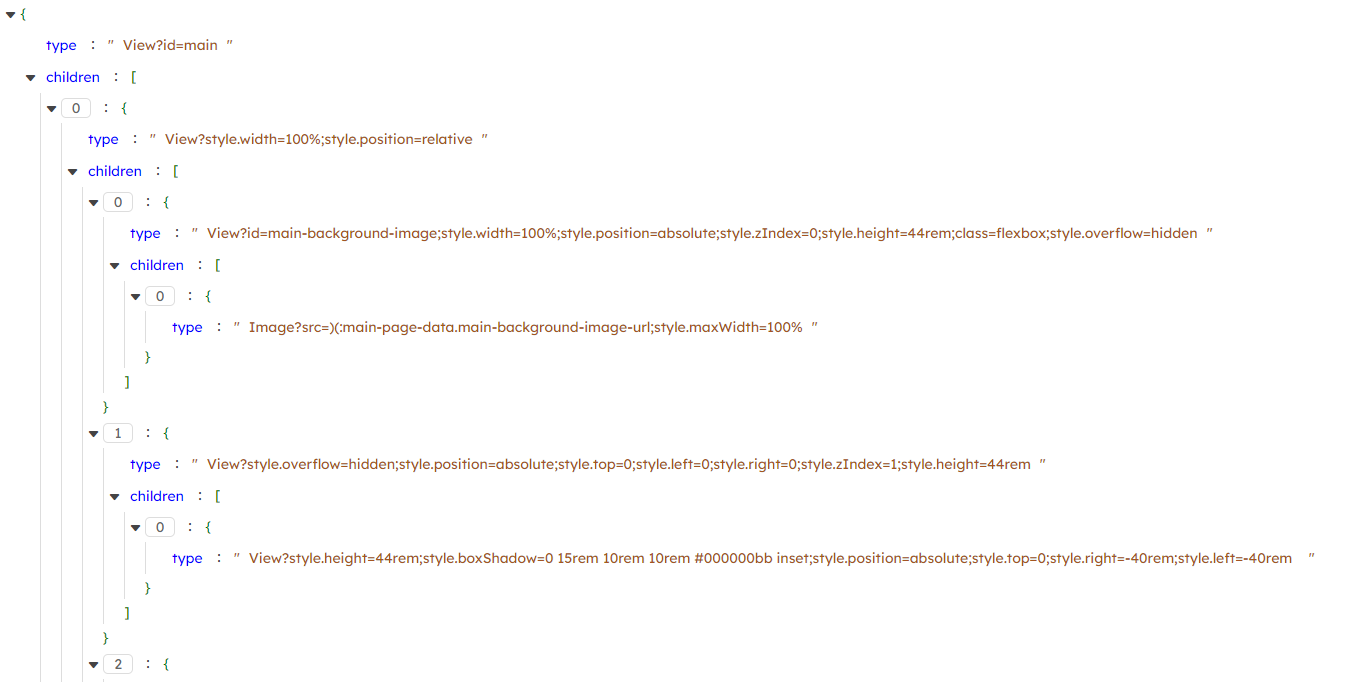 {
type : " View?id=main "
children : [
0 : {
type : " View?style.width=100%;style.position=relative "
children : [
0 : {
type : " View?id=main-background-image;style.width=100%;style.position=absolute;style.zIndex=0;style.height=44rem;class=flexbox;style.overflow=hidden "
children : [
0 : {
type : " Image?src=)(:main-page-data.main-background-image-url;style.maxWidth=100% "
}
]
}
1 : {
type : " View?style.overflow=hidden;style.position=absolute;style.top=0;style.left=0;style.right=0;style.zIndex=1;style.height=44rem "
children : [
0 : {
type : " View?style.height=44rem;style.boxShadow=0 15rem 10rem 10rem #000000bb inset;style.position=absolute;style.top=0;style.right=-40rem;style.left=-40rem "
}
]
}
2 : {